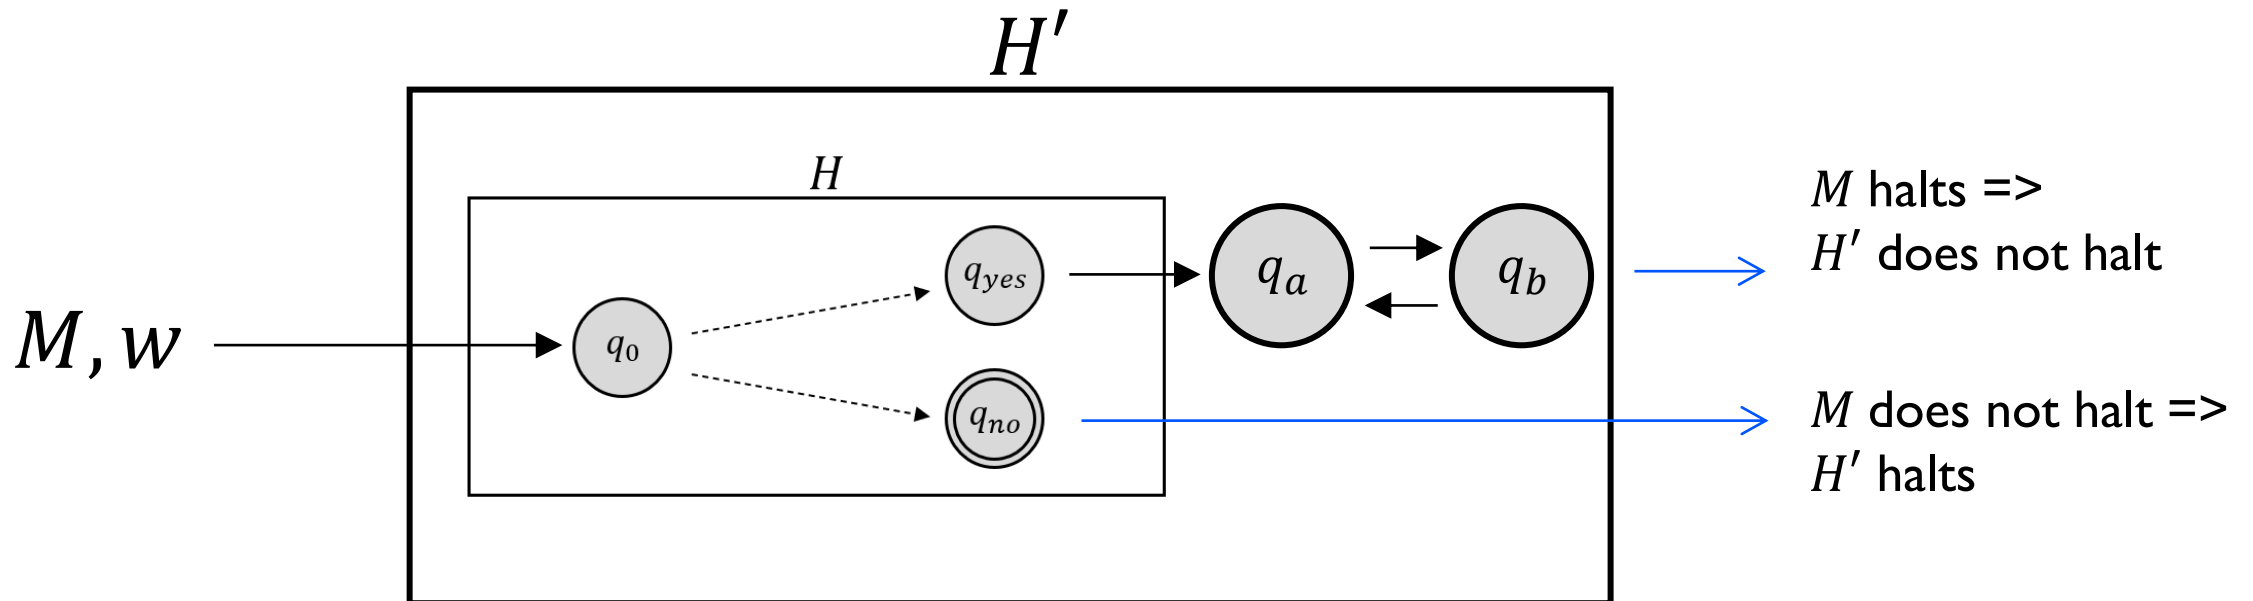 H′
H
M, w
q0
qyes
qno
qa
qb
M halts =>
H′ does not halt
M does not halt =>
H′ halts